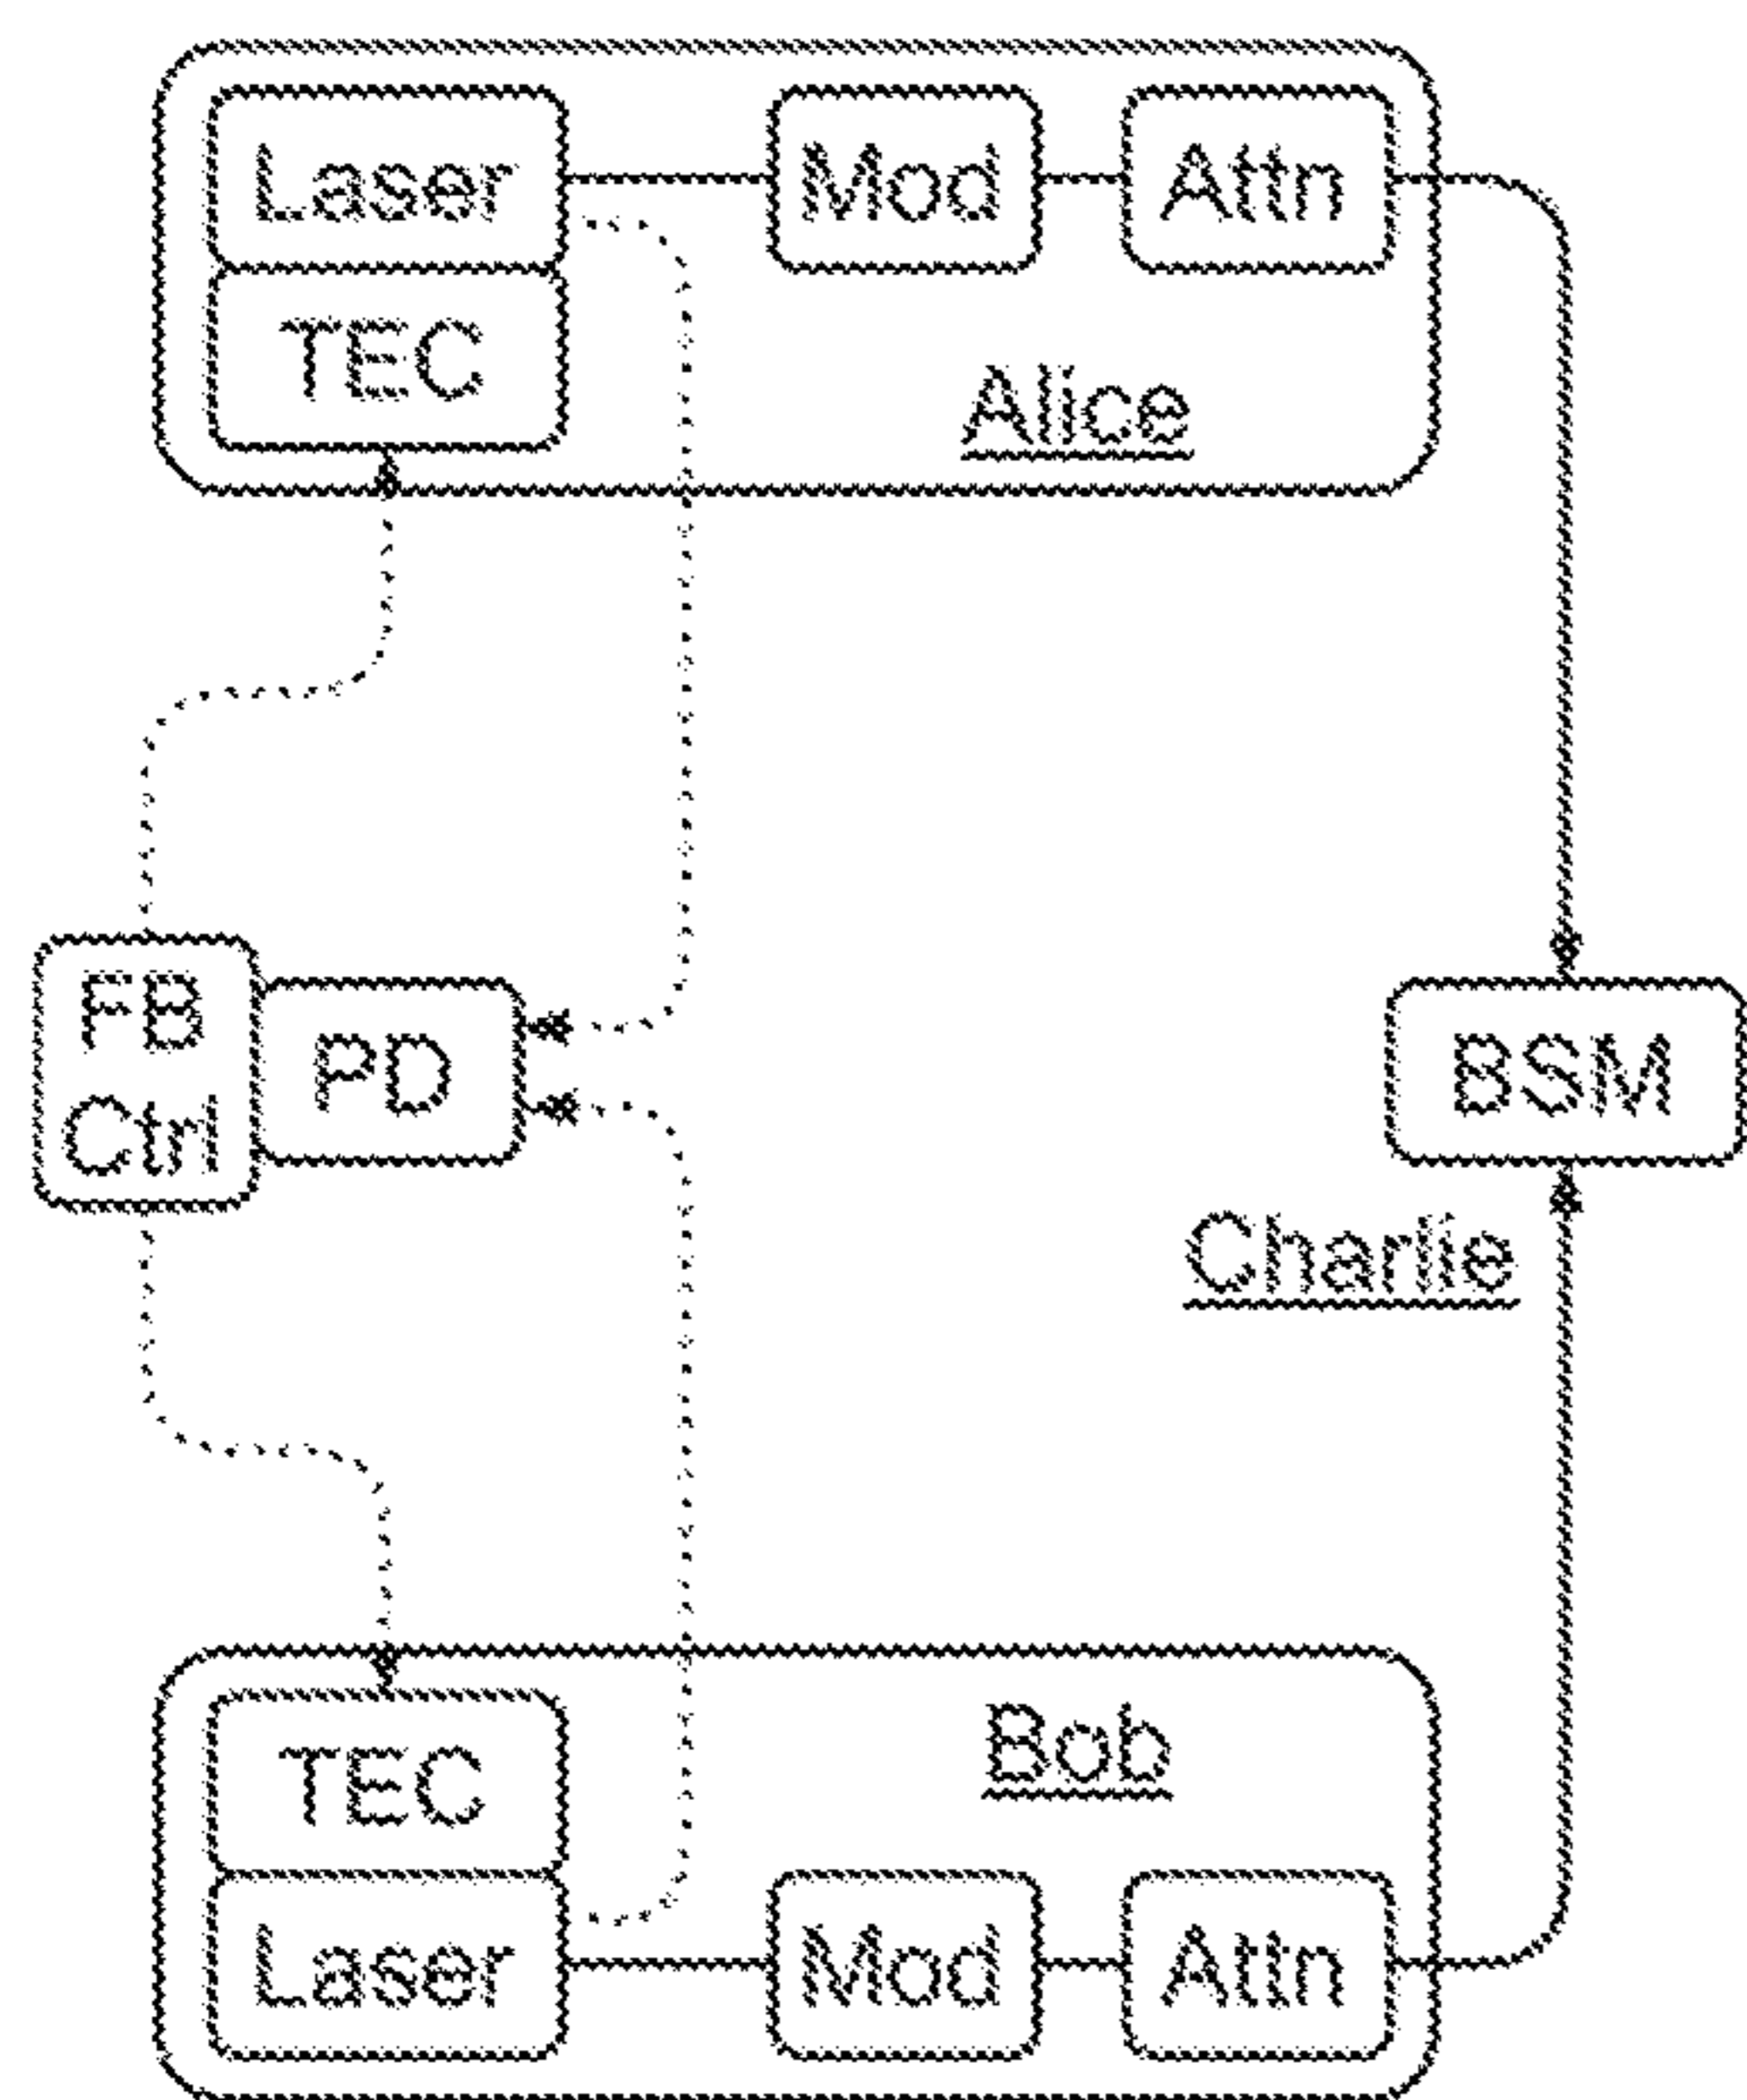 Laser
Mod
Attn
TEC
Alice
FB
Ctrl
PD
BSM
Charlie
TEC
Bob
Laser
Mod
Attn